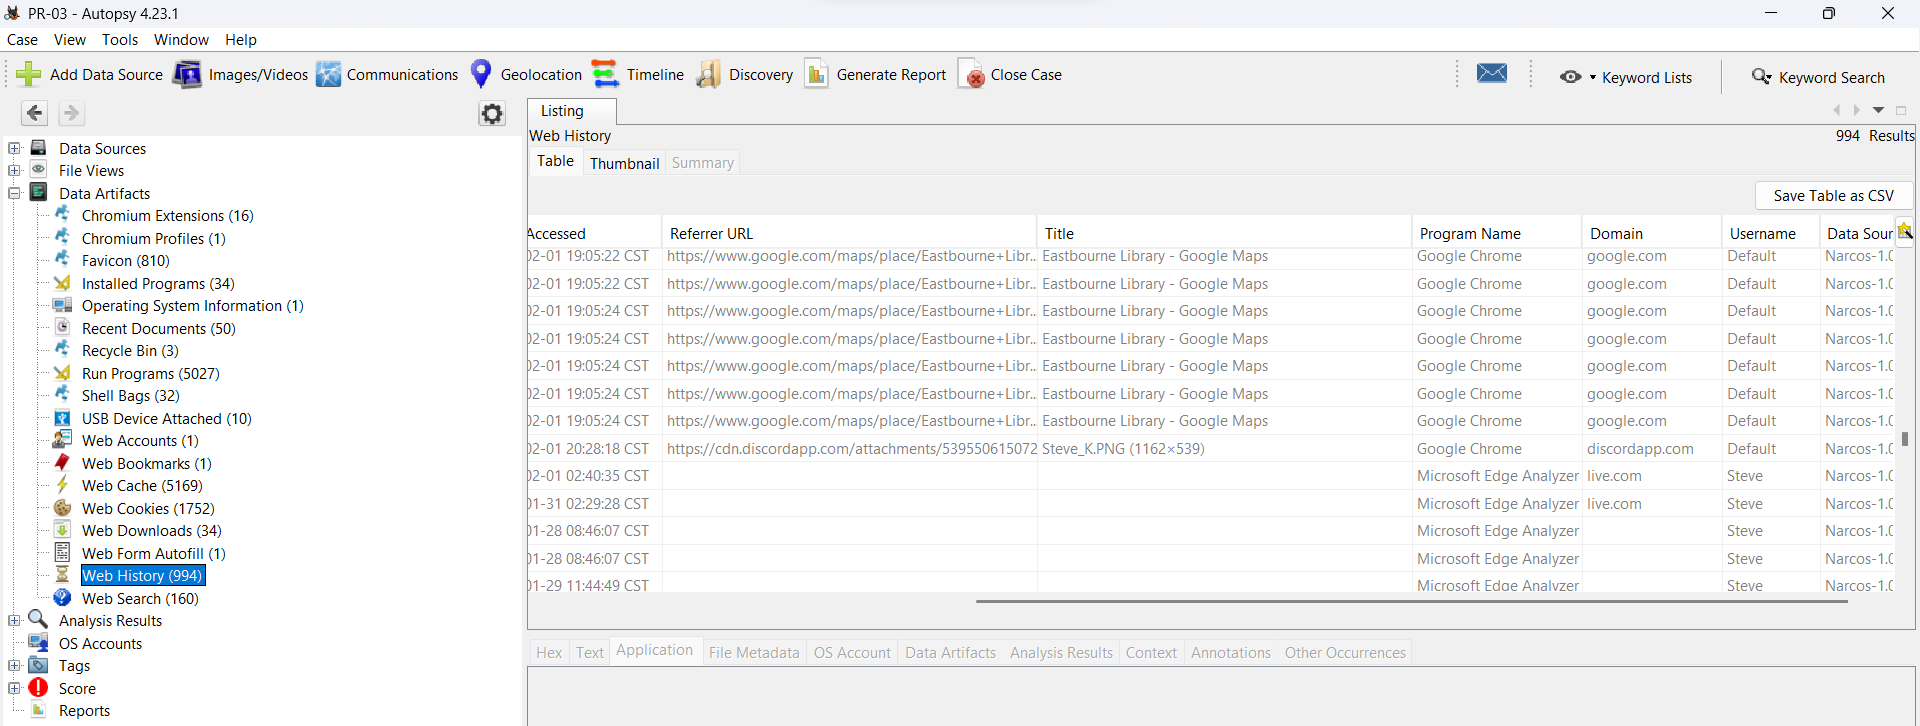 PR-03 - Autopsy 4.23.1
Case View Tools Window Help
Add Data Source Images/Videos Communications Geolocation Timeline Discovery Generate Report Close Case Keyword Lists Keyword Search
Listing
Web History 994 Results
Table Thumbnail Summary
Save Table as CSV
Data Sources
File Views
Data Artifacts
Chromium Extensions (16)
Chromium Profiles (1)
Favicon (810)
Installed Programs (34)
Operating System Information (1)
Recent Documents (50)
Recycle Bin (3)
Run Programs (5027)
Shell Bags (32)
USB Device Attached (10)
Web Accounts (1)
Web Bookmarks (1)
Web Cache (5169)
Web Cookies (1752)
Web Downloads (34)
Web Form Autofill (1)
Web History (994)
Web Search (160)
Analysis Results
OS Accounts
Tags
Score
Reports
Accessed Referrer URL Title Program Name Domain Username Data Sour
02-01 19:05:22 CST https://www.google.com/maps/place/Eastbourne+Libr... Eastbourne Library - Google Maps Google Chrome google.com Default Narcos-1.0
02-01 19:05:22 CST https://www.google.com/maps/place/Eastbourne+Libr... Eastbourne Library - Google Maps Google Chrome google.com Default Narcos-1.0
02-01 19:05:24 CST https://www.google.com/maps/place/Eastbourne+Libr... Eastbourne Library - Google Maps Google Chrome google.com Default Narcos-1.0
02-01 19:05:24 CST https://www.google.com/maps/place/Eastbourne+Libr... Eastbourne Library - Google Maps Google Chrome google.com Default Narcos-1.0
02-01 19:05:24 CST https://www.google.com/maps/place/Eastbourne+Libr... Eastbourne Library - Google Maps Google Chrome google.com Default Narcos-1.0
02-01 19:05:24 CST https://www.google.com/maps/place/Eastbourne+Libr... Eastbourne Library - Google Maps Google Chrome google.com Default Narcos-1.0
02-01 19:05:24 CST https://www.google.com/maps/place/Eastbourne+Libr... Eastbourne Library - Google Maps Google Chrome google.com Default Narcos-1.0
02-01 20:28:18 CST https://cdn.discordapp.com/attachments/539550615072 Steve_K.PNG (1162×539) Google Chrome discordapp.com Default Narcos-1.0
02-01 02:40:35 CST Microsoft Edge Analyzer live.com Steve Narcos-1.0
01-31 02:29:28 CST Microsoft Edge Analyzer live.com Steve Narcos-1.0
01-28 08:46:07 CST Microsoft Edge Analyzer Steve Narcos-1.0
01-28 08:46:07 CST Microsoft Edge Analyzer Steve Narcos-1.0
01-29 11:44:49 CST Microsoft Edge Analyzer Steve Narcos-1.0
Hex Text Application File Metadata OS Account Data Artifacts Analysis Results Context Annotations Other Occurrences